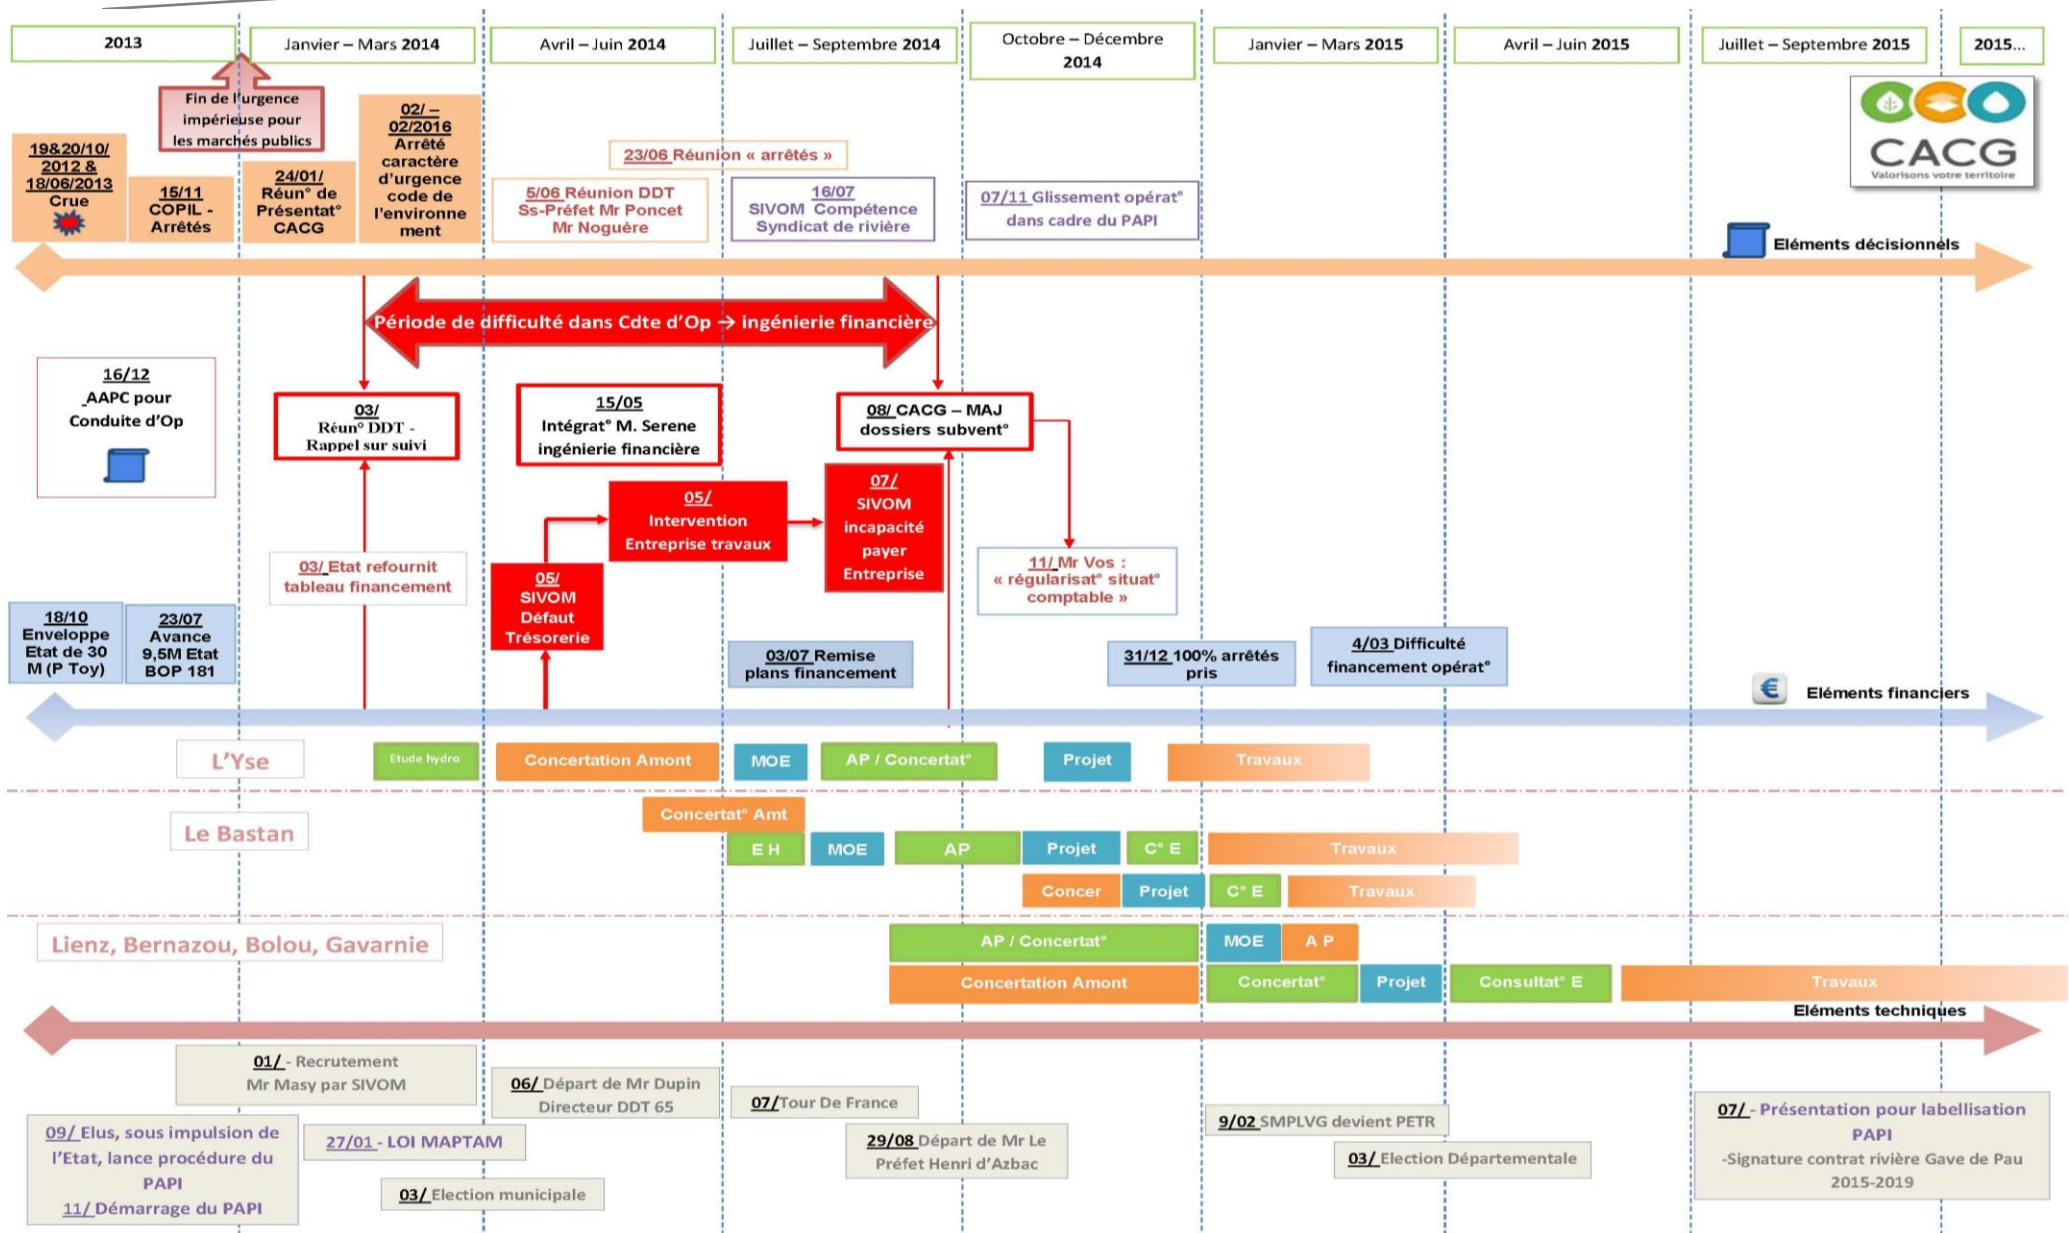 2013
Janvier – Mars 2014
Avril – Juin 2014
Juillet – Septembre 2014
Octobre – Décembre
2014
Janvier – Mars 2015
Avril – Juin 2015
Juillet – Septembre 2015
2015...
Fin de l'urgence
impérieuse pour
les marchés publics
19&20/10/
2012 &
18/06/2013
Crue
15/11
COPIL -
Arrêtés
24/01/
Réun° de
Présentat°
CACG
02/ –
02/2016
Arrêté
caractère
d'urgence
code de
l'environne
ment
23/06 Réunion « arrêtés »
5/06 Réunion DDT
Ss-Préfet Mr Poncet
Mr Noguère
16/07
SIVOM Compétence
Syndicat de rivière
07/11 Glissement opérat°
dans cadre du PAPI
CACG
Valorisons votre territoire
Eléments décisionnels
Période de difficulté dans Cdte d'Op → ingénierie financière
16/12
AAPC pour
Conduite d'Op
03/
Réun° DDT -
Rappel sur suivi
15/05
Intégrat° M. Serene
ingénierie financière
08/ CACG – MAJ
dossiers subvent°
05/
Intervention
Entreprise travaux
07/
SIVOM
incapacité
payer
Entreprise
03/ Etat refournit
tableau financement
05/
SIVOM
Défaut
Trésorerie
11/ Mr Vos :
« régularisat° situat°
comptable »
18/10
Enveloppe
Etat de 30
M (P Toy)
23/07
Avance
9,5M Etat
BOP 181
03/07 Remise
plans financement
31/12 100% arrêtés
pris
4/03 Difficulté
financement opérat°
€
Eléments financiers
L'Yse
Etude hydro
Concertation Amont
MOE
AP / Concertat°
Projet
Travaux
Le Bastan
Concertat° Amt
E H
MOE
AP
Projet
C° E
Travaux
Concer
Projet
C° E
Travaux
Lienz, Bernazou, Bolou, Gavarnie
AP / Concertat°
MOE
A P
Concertation Amont
Concertat°
Projet
Consultat° E
Travaux
Eléments techniques
01/ - Recrutement
Mr Masy par SIVOM
06/ Départ de Mr Dupin
Directeur DDT 65
07/Tour De France
9/02 SMPLVG devient PETR
07/ - Présentation pour labellisation
PAPI
-Signature contrat rivière Gave de Pau
2015-2019
09/ Elus, sous impulsion de
l'Etat, lance procédure du
PAPI
11/ Démarrage du PAPI
27/01 - LOI MAPTAM
29/08 Départ de Mr Le
Préfet Henri d'Azbac
03/ Election Départementale
03/ Election municipale